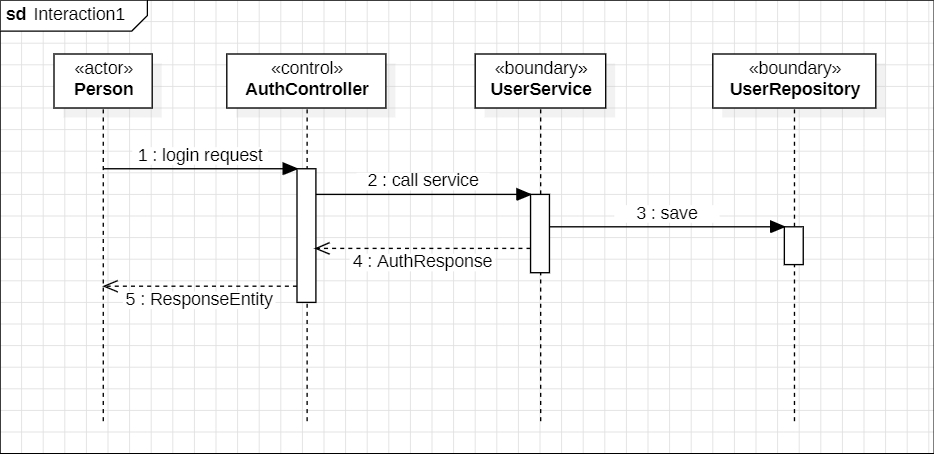 sd Interaction1
«actor»
Person
«control»
AuthController
«boundary»
UserService
«boundary»
UserRepository
1 : login request
2 : call service
3 : save
4 : AuthResponse
5 : ResponseEntity